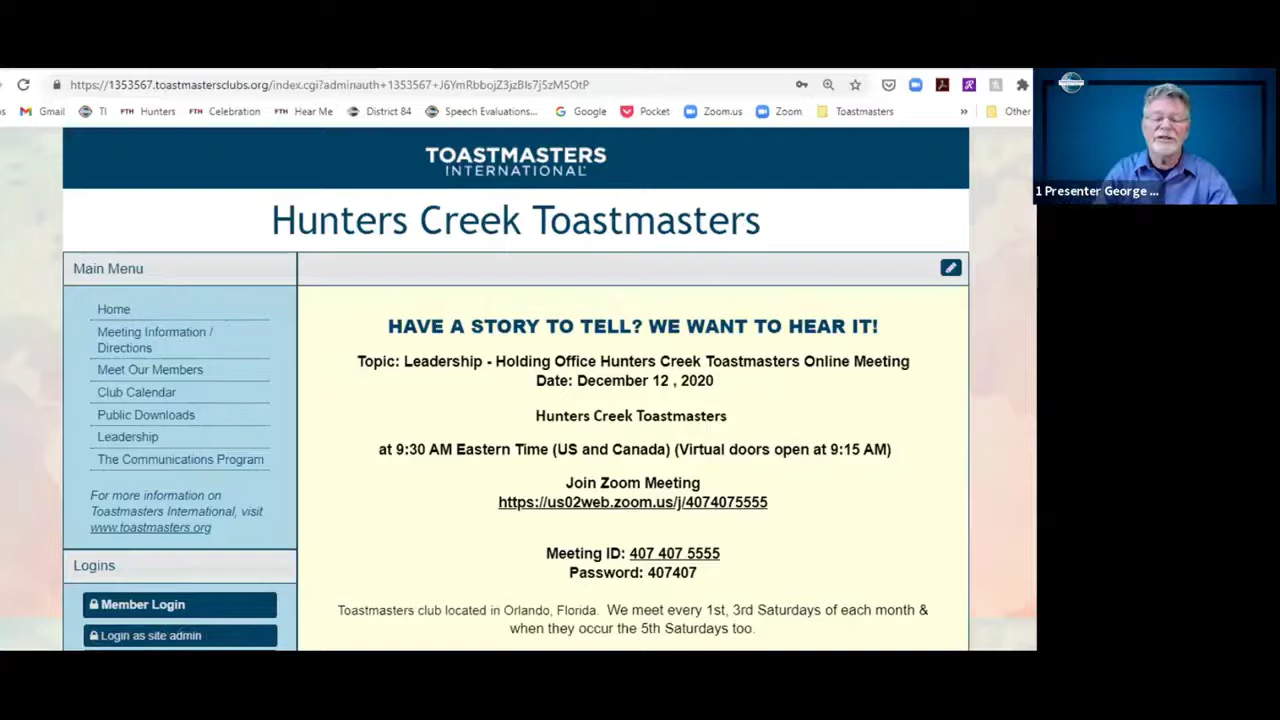 https://1353567.toastmastersclubs.org/index.cgi?adminauth+1353567+J6YmRbbojZ3jzBIs7j5zM5OtP
Gmail TI FTH Hunters FTH Celebration FTH Hear Me District 84 Speech Evaluations... Google Pocket Zoom.us Zoom Toastmasters » Other
TOASTMASTERS
INTERNATIONAL
Hunters Creek Toastmasters
Main Menu
Home
Meeting Information /
Directions
Meet Our Members
Club Calendar
Public Downloads
Leadership
The Communications Program
For more information on
Toastmasters International, visit
www.toastmasters.org
Logins
Member Login
Login as site admin
HAVE A STORY TO TELL? WE WANT TO HEAR IT!
Topic: Leadership - Holding Office Hunters Creek Toastmasters Online Meeting
Date: December 12 , 2020
Hunters Creek Toastmasters
at 9:30 AM Eastern Time (US and Canada) (Virtual doors open at 9:15 AM)
Join Zoom Meeting
https://us02web.zoom.us/j/4074075555
Meeting ID: 407 407 5555
Password: 407407
Toastmasters club located in Orlando, Florida. We meet every 1st, 3rd Saturdays of each month &
when they occur the 5th Saturdays too.
1 Presenter George ...